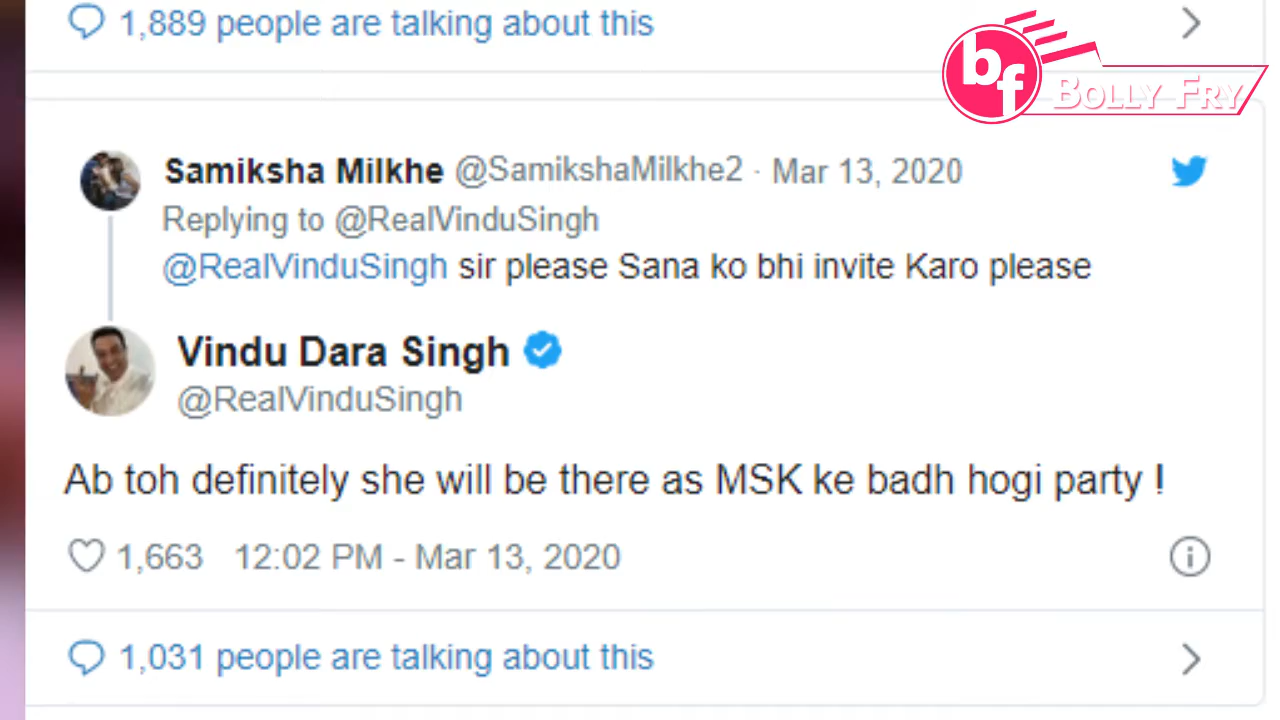 1,889 people are talking about this
bf BOLLY FRY
Samiksha Milkhe @SamikshaMilkhe2 · Mar 13, 2020
Replying to @RealVinduSingh
@RealVinduSingh sir please Sana ko bhi invite Karo please
Vindu Dara Singh
@RealVinduSingh
Ab toh definitely she will be there as MSK ke badh hogi party !
1,663 12:02 PM - Mar 13, 2020
1,031 people are talking about this